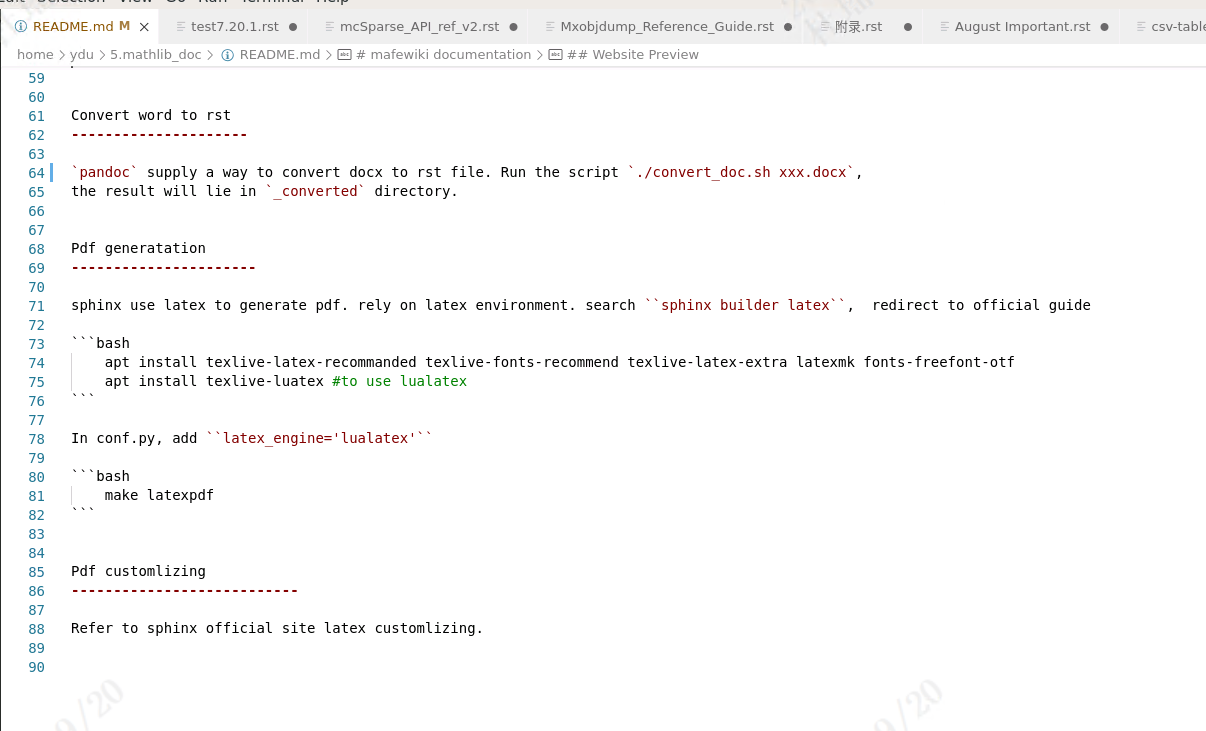 README.md M
test7.20.1.rst
mcSparse_API_ref_v2.rst
Mxobjdump_Reference_Guide.rst
附录.rst
August Important.rst
csv-table
home > ydu > 5.mathlib_doc > README.md > # mafewiki documentation > ## Website Preview
59
60
61 Convert word to rst
62 ---------------------
63
64 `pandoc` supply a way to convert docx to rst file. Run the script `./convert_doc.sh xxx.docx`,
65 the result will lie in `_converted` directory.
66
67
68 Pdf generatation
69 ----------------------
70
71 sphinx use latex to generate pdf. rely on latex environment. search ``sphinx builder latex``,  redirect to official guide
72
73 ```bash
74     apt install texlive-latex-recommanded texlive-fonts-recommend texlive-latex-extra latexmk fonts-freefont-otf
75     apt install texlive-luatex #to use lualatex
76 ```
77
78 In conf.py, add ``latex_engine='lualatex'``
79
80 ```bash
81     make latexpdf
82 ```
83
84
85 Pdf customlizing
86 ---------------------------
87
88 Refer to sphinx official site latex customlizing.
89
90